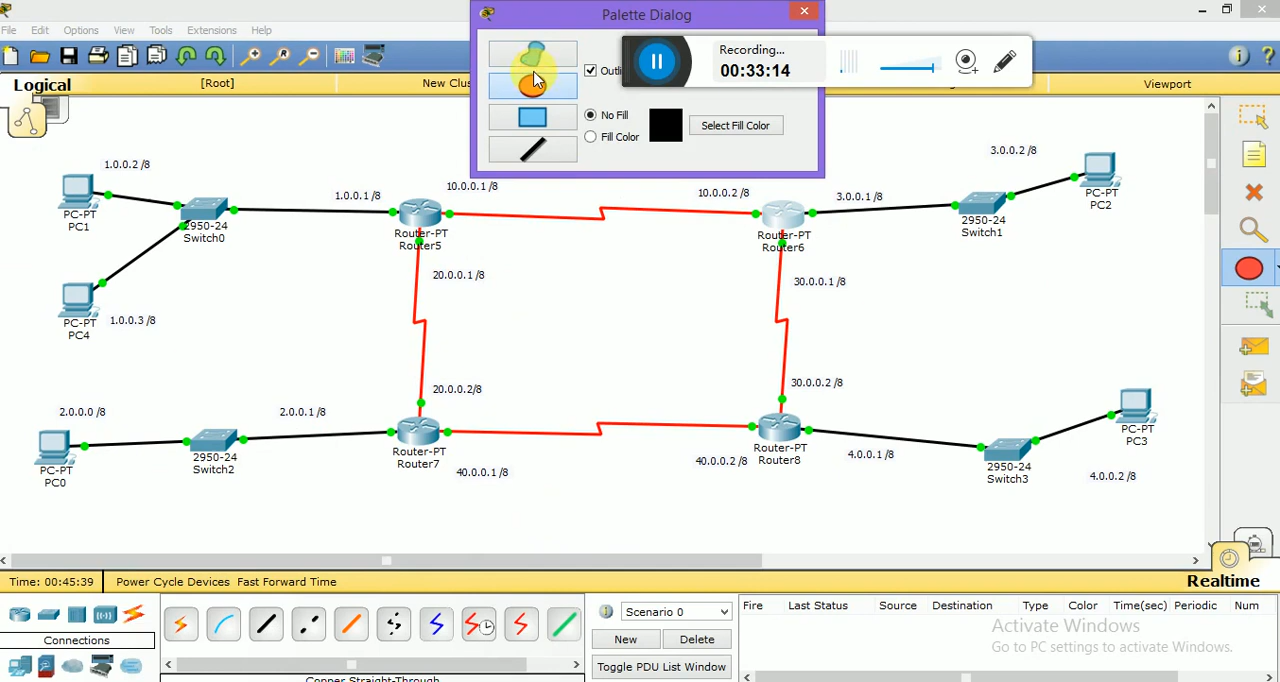 Palette Dialog
File Edit Options View Tools Extensions Help
Recording...
00:33:14
Outli
No Fill
Fill Color
Select Fill Color
Logical
[Root]
New Clus
Viewport
1.0.0.2 /8
PC-PT
PC1
2950-24
Switch0
1.0.0.1 /8
10.0.0.1 /8
Router-PT
Router5
10.0.0.2 /8
Router-PT
Router6
3.0.0.1 /8
2950-24
Switch1
3.0.0.2 /8
PC-PT
PC2
PC-PT
PC4
1.0.0.3 /8
20.0.0.1 /8
30.0.0.1 /8
20.0.0.2/8
30.0.0.2 /8
2.0.0.0 /8
PC-PT
PC0
2950-24
Switch2
2.0.0.1 /8
Router-PT
Router7
40.0.0.1 /8
40.0.0.2 /8
Router-PT
Router8
4.0.0.1 /8
2950-24
Switch3
PC-PT
PC3
4.0.0.2 /8
Time: 00:45:39 Power Cycle Devices Fast Forward Time
Realtime
Connections
Copper Straight-Through
Scenario 0
New Delete
Toggle PDU List Window
Fire Last Status Source Destination Type Color Time(sec) Periodic Num
Activate Windows
Go to PC settings to activate Windows.